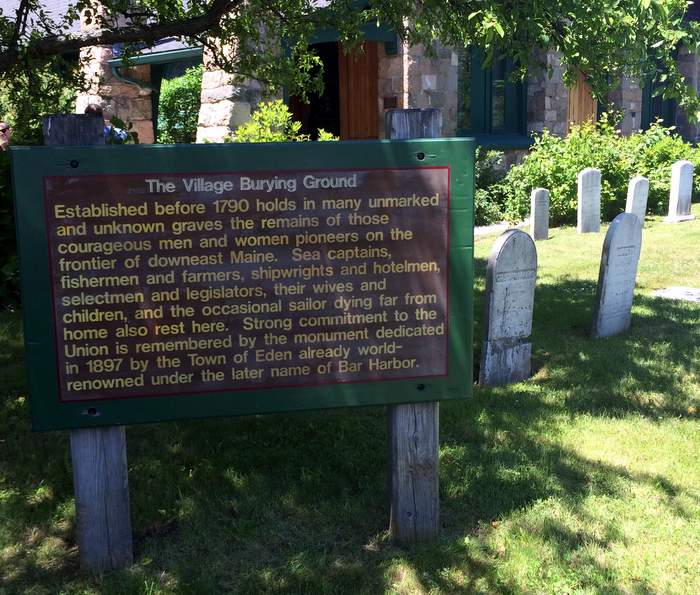 The Village Burying Ground
Established before 1790 holds in many unmarked
and unknown graves the remains of those
courageous men and women pioneers on the
frontier of downeast Maine. Sea captains,
fishermen and farmers, shipwrights and hotelmen,
selectmen and legislators, their wives and
children, and the occasional sailor dying far from
home also rest here. Strong commitment to the
Union is remembered by the monument dedicated
in 1897 by the Town of Eden already world-
renowned under the later name of Bar Harbor.